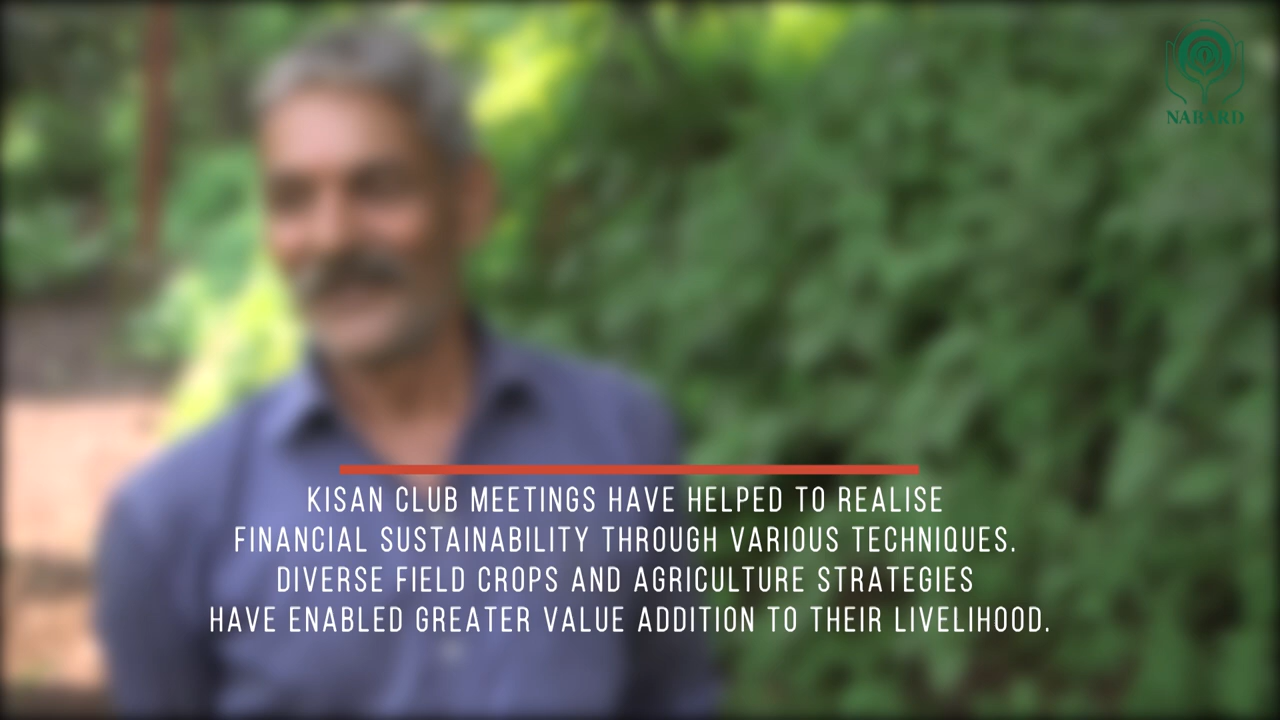 NABARD
KISAN CLUB MEETINGS HAVE HELPED TO REALISE
FINANCIAL SUSTAINABILITY THROUGH VARIOUS TECHNIQUES.
DIVERSE FIELD CROPS AND AGRICULTURE STRATEGIES
HAVE ENABLED GREATER VALUE ADDITION TO THEIR LIVELIHOOD.